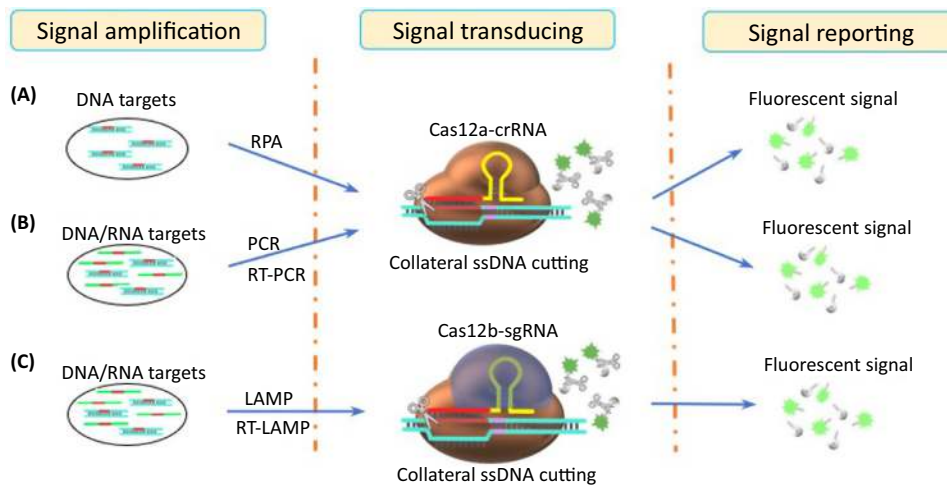 Signal amplification
Signal transducing
Signal reporting
(A)
DNA targets
RPA
Cas12a-crRNA
Fluorescent signal
(B)
DNA/RNA targets
PCR
RT-PCR
Collateral ssDNA cutting
Fluorescent signal
(C)
DNA/RNA targets
LAMP
RT-LAMP
Cas12b-sgRNA
Collateral ssDNA cutting
Fluorescent signal